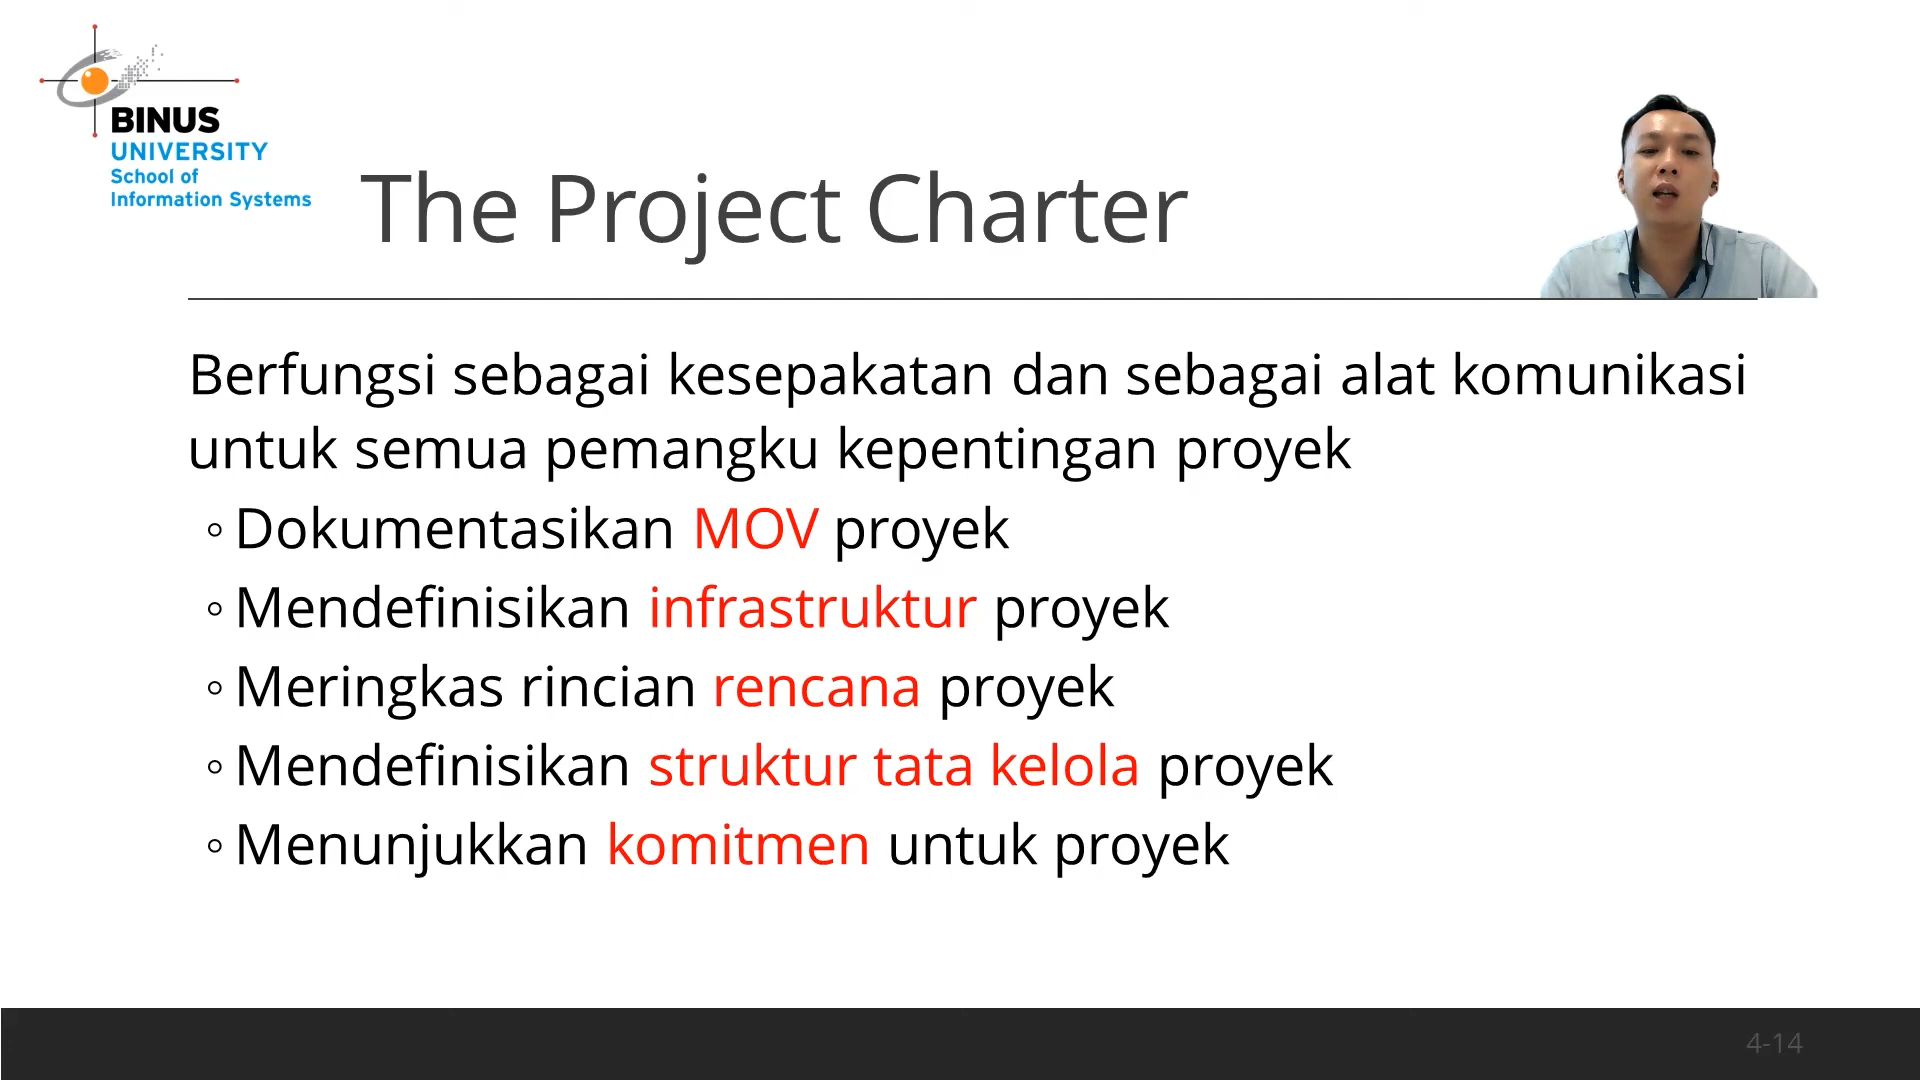 BINUS
UNIVERSITY
School of
Information Systems
The Project Charter
Berfungsi sebagai kesepakatan dan sebagai alat komunikasi
untuk semua pemangku kepentingan proyek
◦ Dokumentasikan MOV proyek
◦ Mendefinisikan infrastruktur proyek
◦ Meringkas rincian rencana proyek
◦ Mendefinisikan struktur tata kelola proyek
◦ Menunjukkan komitmen untuk proyek
4-14